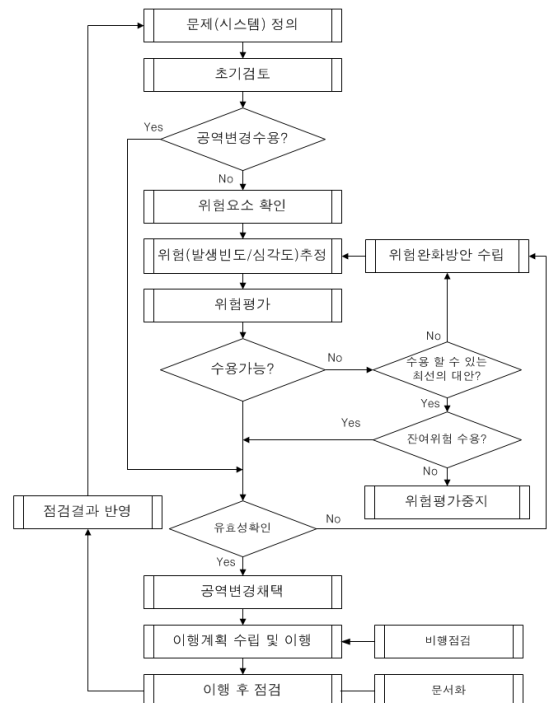 문제(시스템) 정의
초기검토
Yes
공역변경수용?
No
위험요소 확인
위험(발생빈도/심각도)추정
위험완화방안 수립
위험평가
No
수용가능?
No
수용 할 수 있는
최선의 대안?
Yes
Yes
잔여위험 수용?
No
위험평가중지
점검결과 반영
유효성확인
No
Yes
공역변경채택
이행계획 수립 및 이행
비행점검
이행 후 점검
문서화